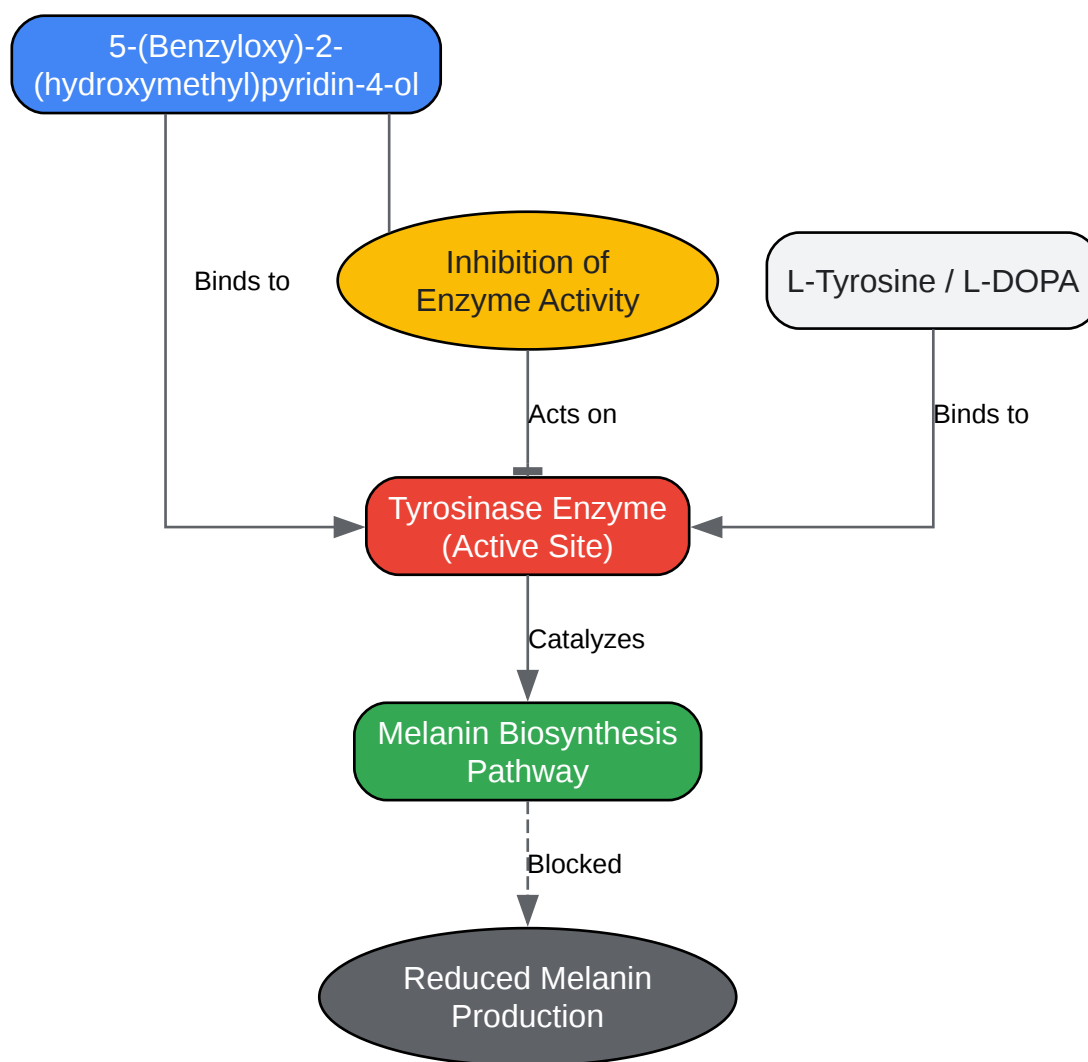 5-(Benzyloxy)-2-
(hydroxymethyl)pyridin-4-ol
Inhibition of
Enzyme Activity
L-Tyrosine / L-DOPA
Binds to
Acts on
Binds to
Tyrosinase Enzyme
(Active Site)
Catalyzes
Melanin Biosynthesis
Pathway
Blocked
Reduced Melanin
Production